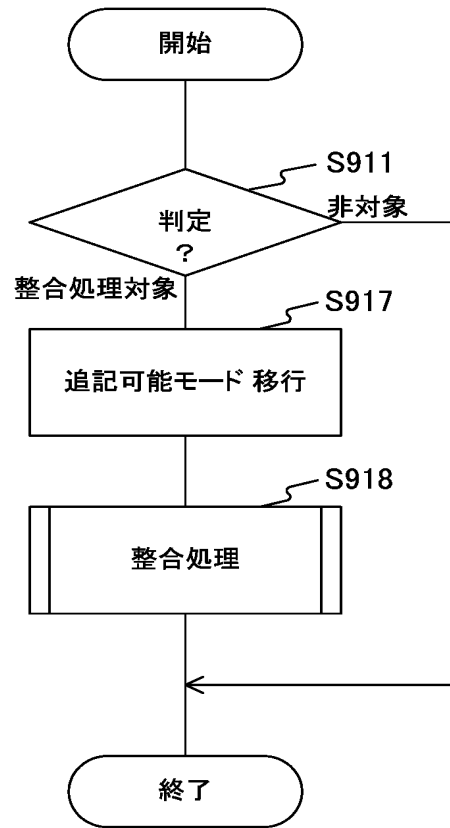 開始
S911
判定
?
非対象
整合処理対象
S917
追記可能モード 移行
S918
整合処理
終了